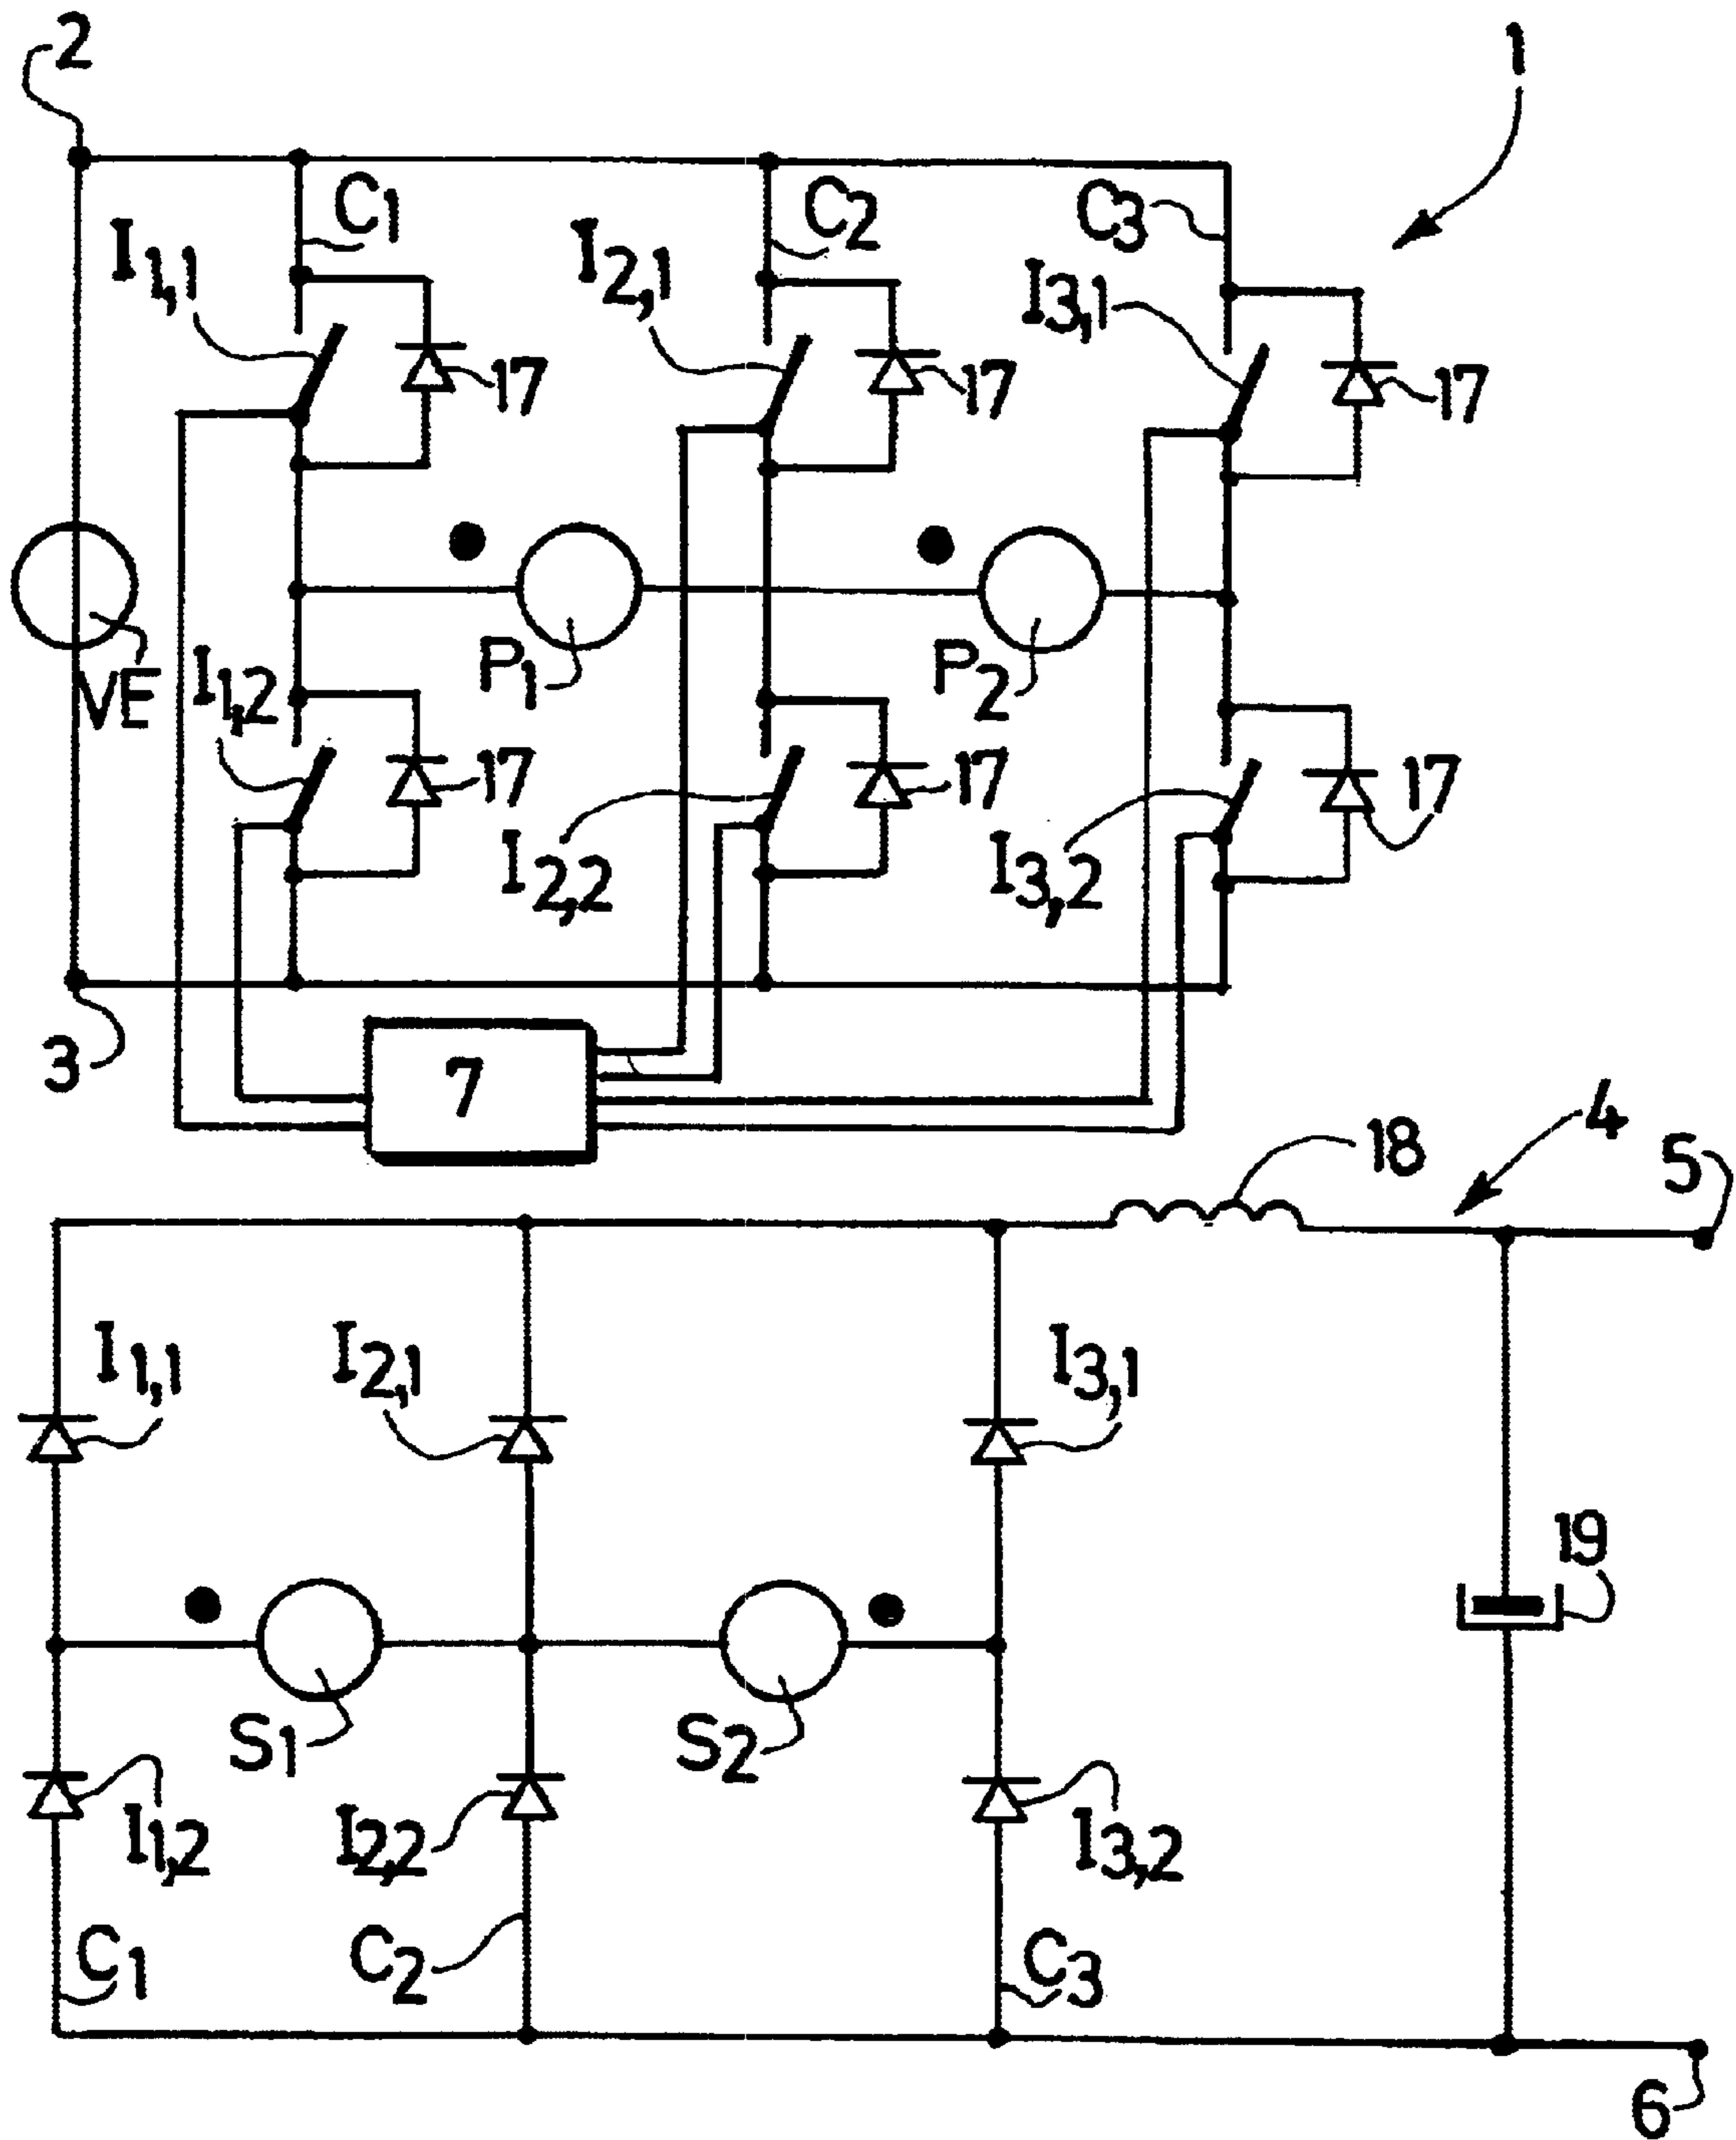 2
1
C1
C2
C3
I1,1
I2,1
I3,1
17
17
17
P1
P2
VE
I1,2
17
17
17
I2,2
I3,2
3
7
18
4
5
I1,1
I2,1
I3,1
19
S1
S2
I1,2
I2,2
I3,2
C1
C2
C3
6